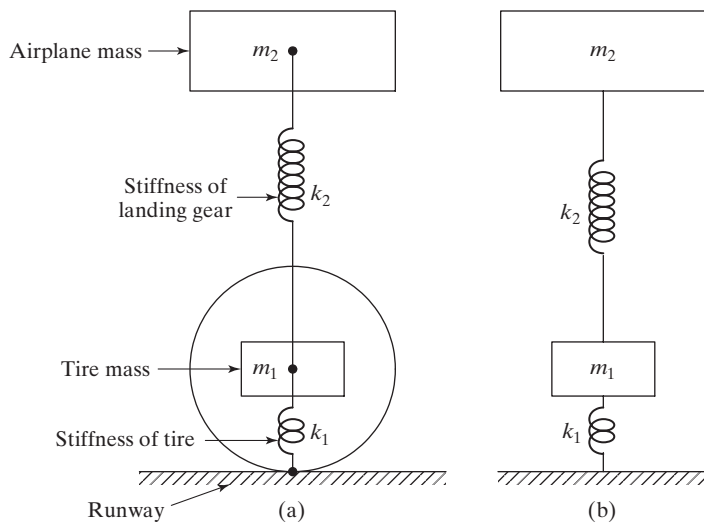 Airplane mass
m₂
m₂
Stiffness of
landing gear
k₂
k₂
Tire mass
m₁
m₁
Stiffness of tire
k₁
k₁
Runway
(a)
(b)